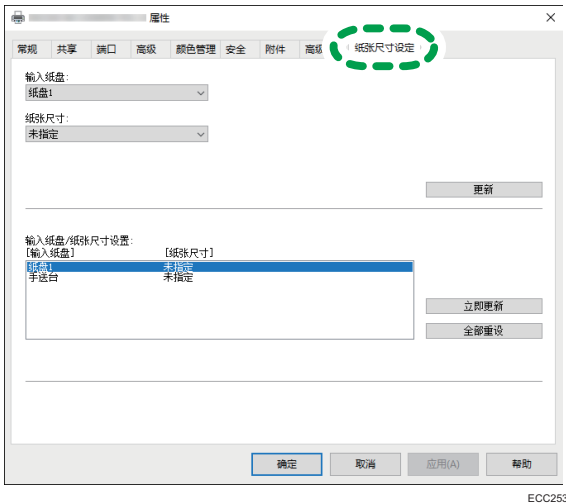 属性
常规 共享 端口 高级 颜色管理 安全 附件 高级 纸张尺寸设定
输入纸盘:
纸盘1
纸张尺寸:
未指定
更新
输入纸盘/纸张尺寸设置:
[输入纸盘] [纸张尺寸]
纸盘1 未指定
手送台 未指定
立即更新
全部重设
确定 取消 应用(A) 帮助
ECC253